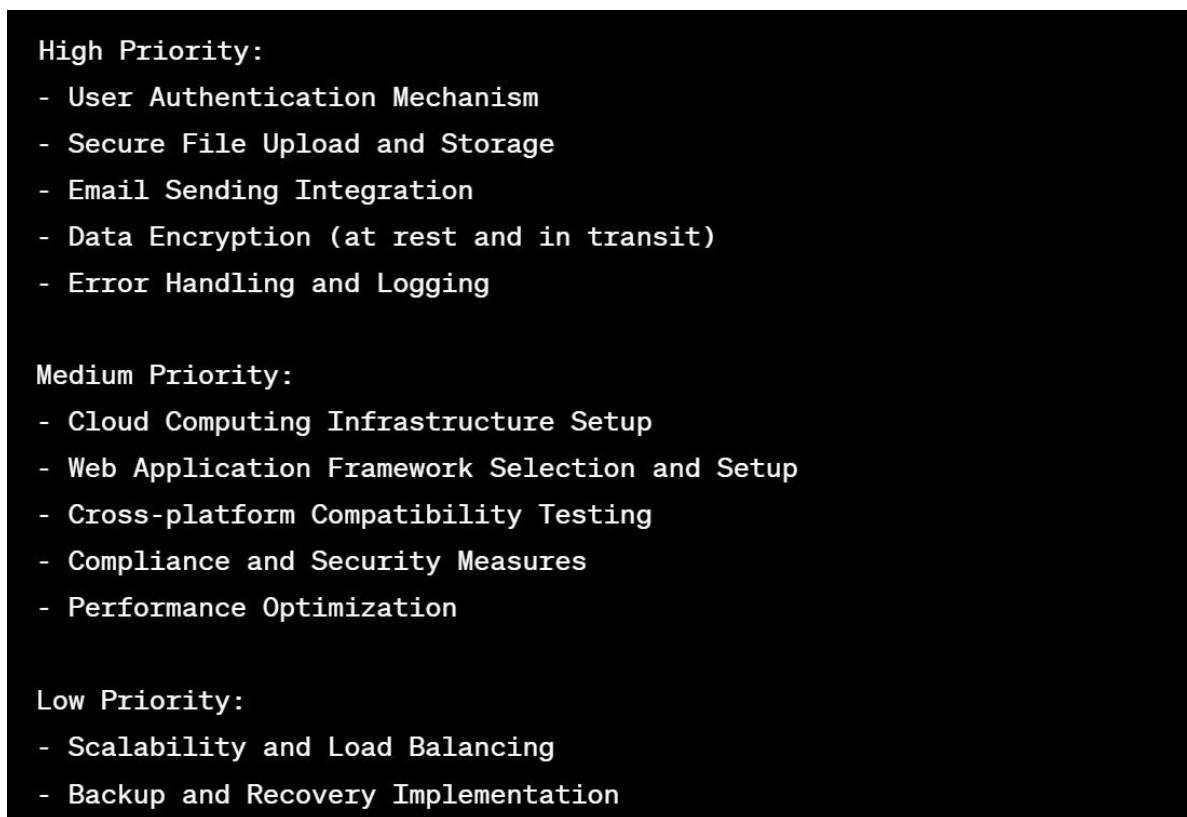 High Priority:
- User Authentication Mechanism
- Secure File Upload and Storage
- Email Sending Integration
- Data Encryption (at rest and in transit)
- Error Handling and Logging
Medium Priority:
- Cloud Computing Infrastructure Setup
- Web Application Framework Selection and Setup
- Cross-platform Compatibility Testing
- Compliance and Security Measures
- Performance Optimization
Low Priority:
- Scalability and Load Balancing
- Backup and Recovery Implementation